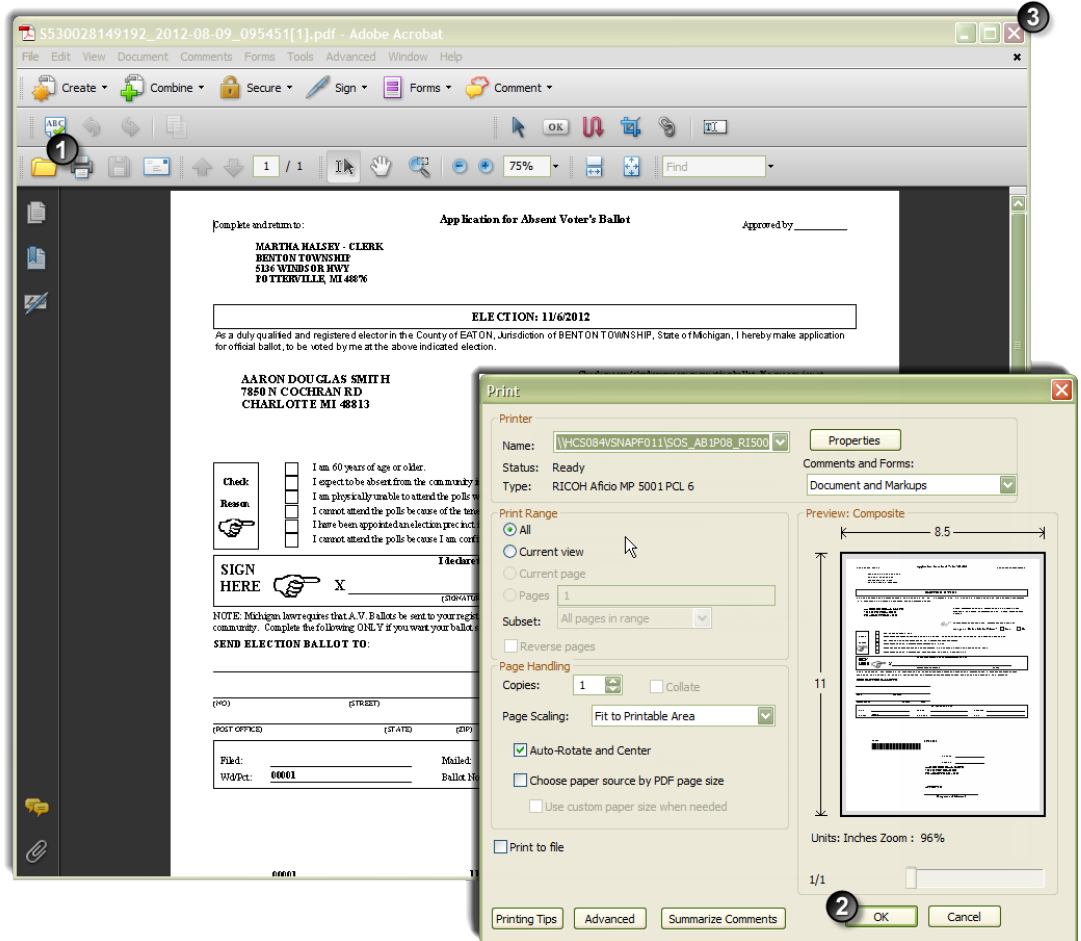 3
S530028149192_2012-08-09_095451[1].pdf - Adobe Acrobat
File Edit View Document Comments Forms Tools Advanced Window Help
Create Combine Secure Sign Forms Comment
ABC OK T
1
1 / 1 75% Find
Complete and return to: Application for Absent Voter's Ballot Approved by
MARTHA HALSEY - CLERK
BENTON TOWNSHIP
5136 WINDSOR HWY
POTTERVILLE, MI 48876
ELECTION: 11/6/2012
As a duly qualified and registered elector in the County of EATON, Jurisdiction of BENTON TOWNSHIP, State of Michigan, I hereby make application
for official ballot, to be voted by me at the above indicated election.
AARON DOUGLAS SMITH
7850 N COCHRAN RD
CHARLOTTE MI 48813
Check
Reason
I am 60 years of age or older.
I expect to be absent from the community
I am physically unable to attend the polls
I cannot attend the polls because of the
I have been appointed an election precinct
I cannot attend the polls because I am
I declare
SIGN
HERE X
NOTE: Michigan law requires that A.V. Ballots be sent to your
community. Complete the following ONLY if you want your ballot
SEND ELECTION BALLOT TO:
(NO) (STREET)
(POST OFFICE) (STATE) (ZIP)
Filed: Mailed:
Wd/Pct: 00001 Ballot No
00001
Print
Printer
Name: \\HCS084VSNAPF011\SOS_AB1P08_RI500 Properties
Status: Ready Comments and Forms:
Type: RICOH Aficio MP 5001 PCL 6 Document and Markups
Print Range
All
Current view
Current page
Pages 1
Subset: All pages in range
Reverse pages
Page Handling
Copies: 1 Collate
Page Scaling: Fit to Printable Area
Auto-Rotate and Center
Choose paper source by PDF page size
Use custom paper size when needed
Print to file
Preview: Composite
8.5
11
Units: Inches Zoom : 96%
1/1
2
Printing Tips Advanced Summarize Comments OK Cancel